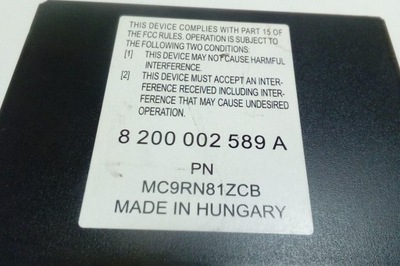 THIS DEVICE COMPLIES WITH PART 15 OF
THE FCC RULES. OPERATION IS SUBJECT TO
THE FOLLOWING TWO CONDITIONS:
[1] THIS DEVICE MAY NOT CAUSE HARMFUL
INTERFERENCE.
[2] THIS DEVICE MUST ACCEPT AN INTER-
FERENCE RECEIVED INCLUDING INTER-
FERENCE THAT MAY CAUSE UNDESIRED
OPERATION.
8 200 002 589 A
PN
MC9RN81ZCB
MADE IN HUNGARY